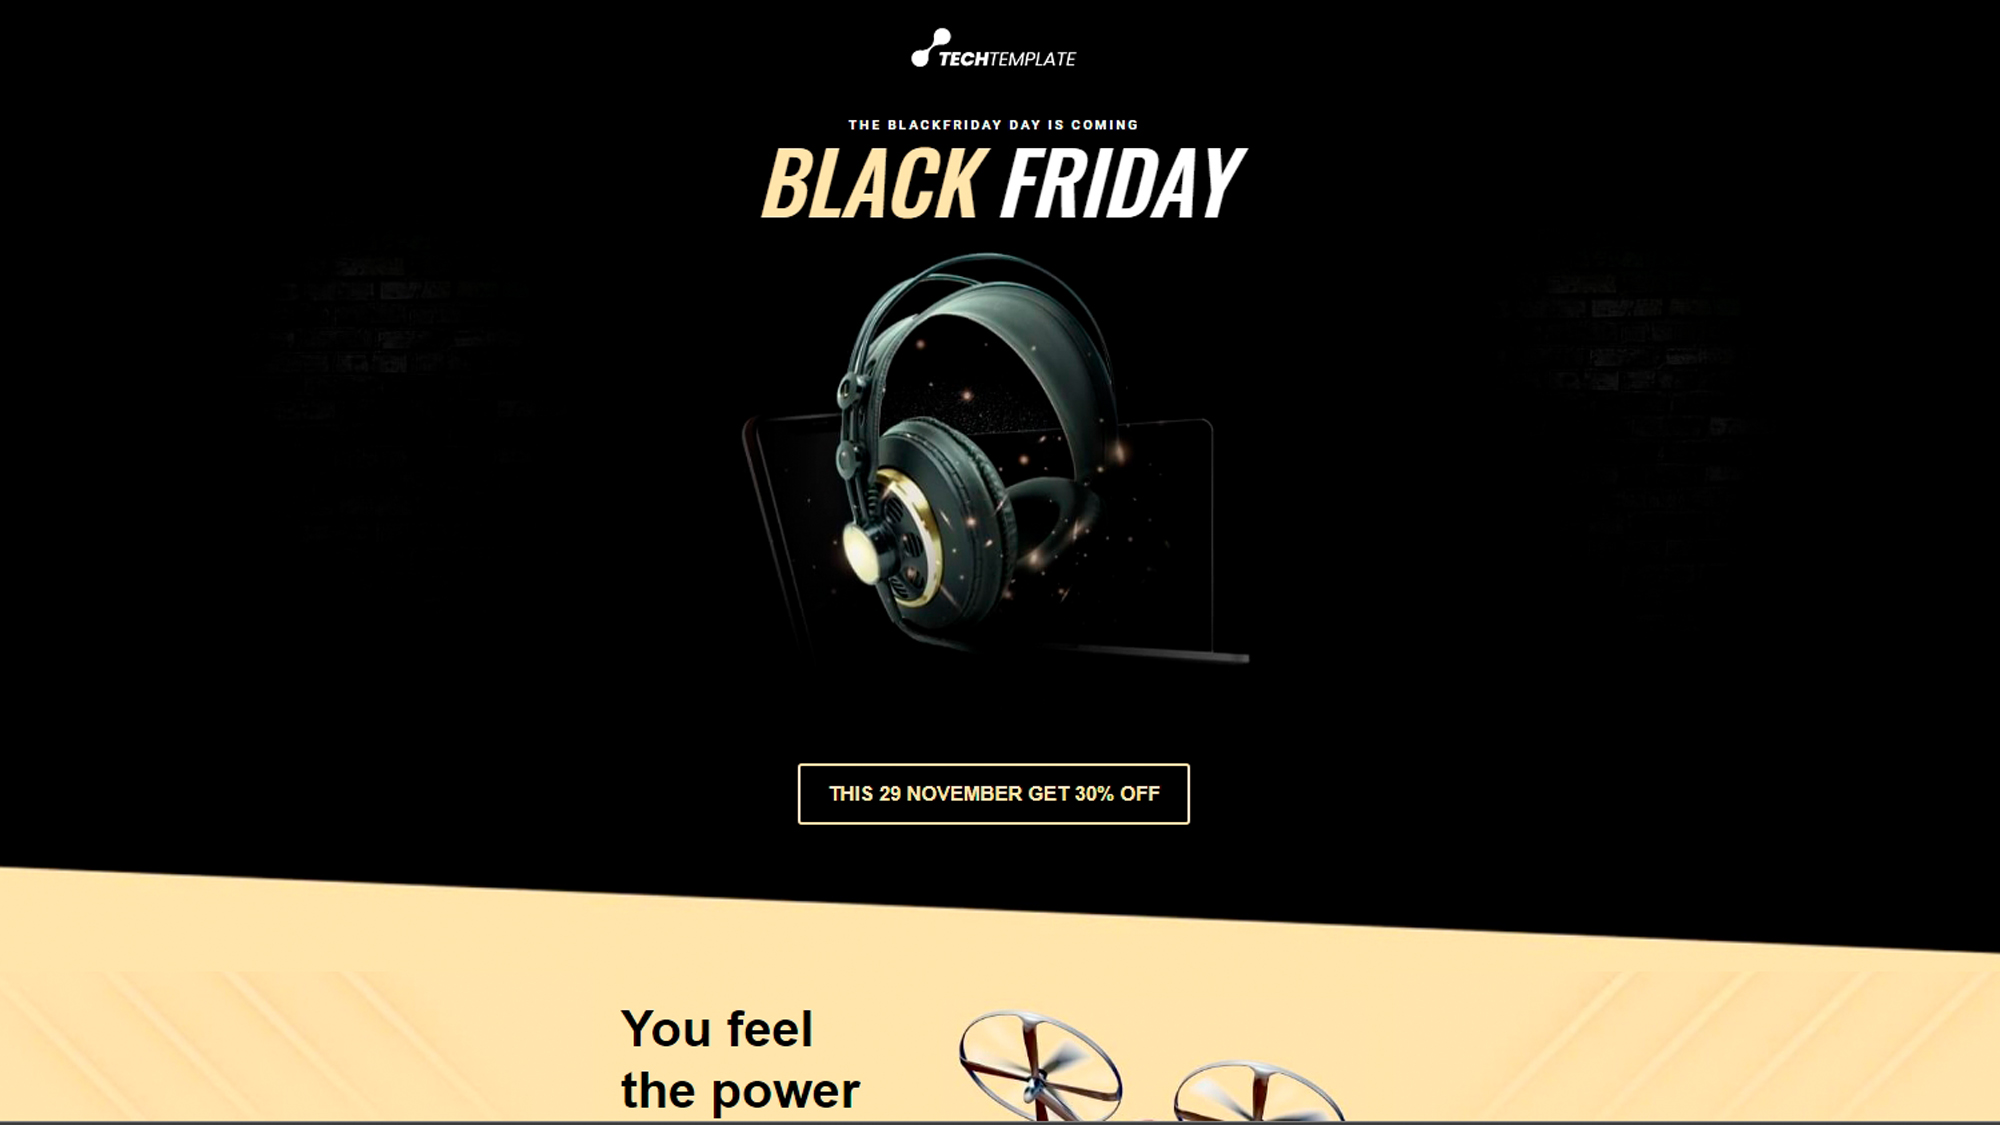 TECHTEMPLATE
THE BLACKFRIDAY DAY IS COMING
BLACK FRIDAY
THIS 29 NOVEMBER GET 30% OFF
You feel
the power